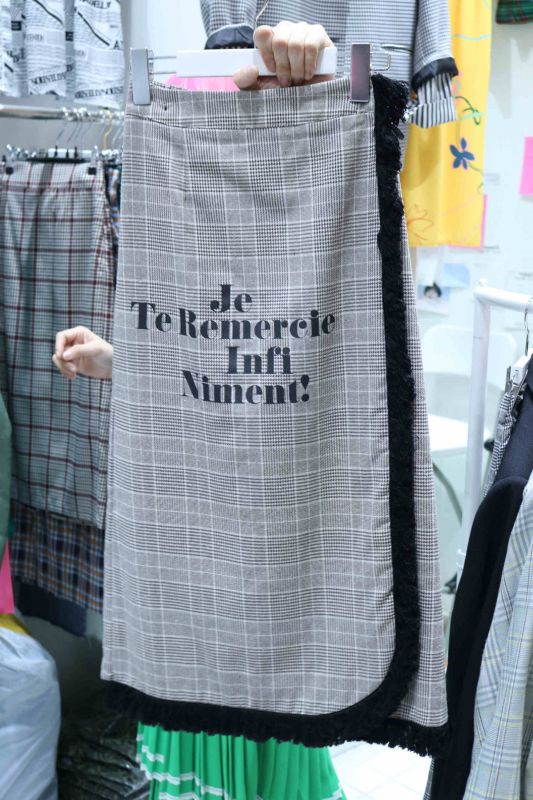 Je
Te Remercie
Infi
Niment!